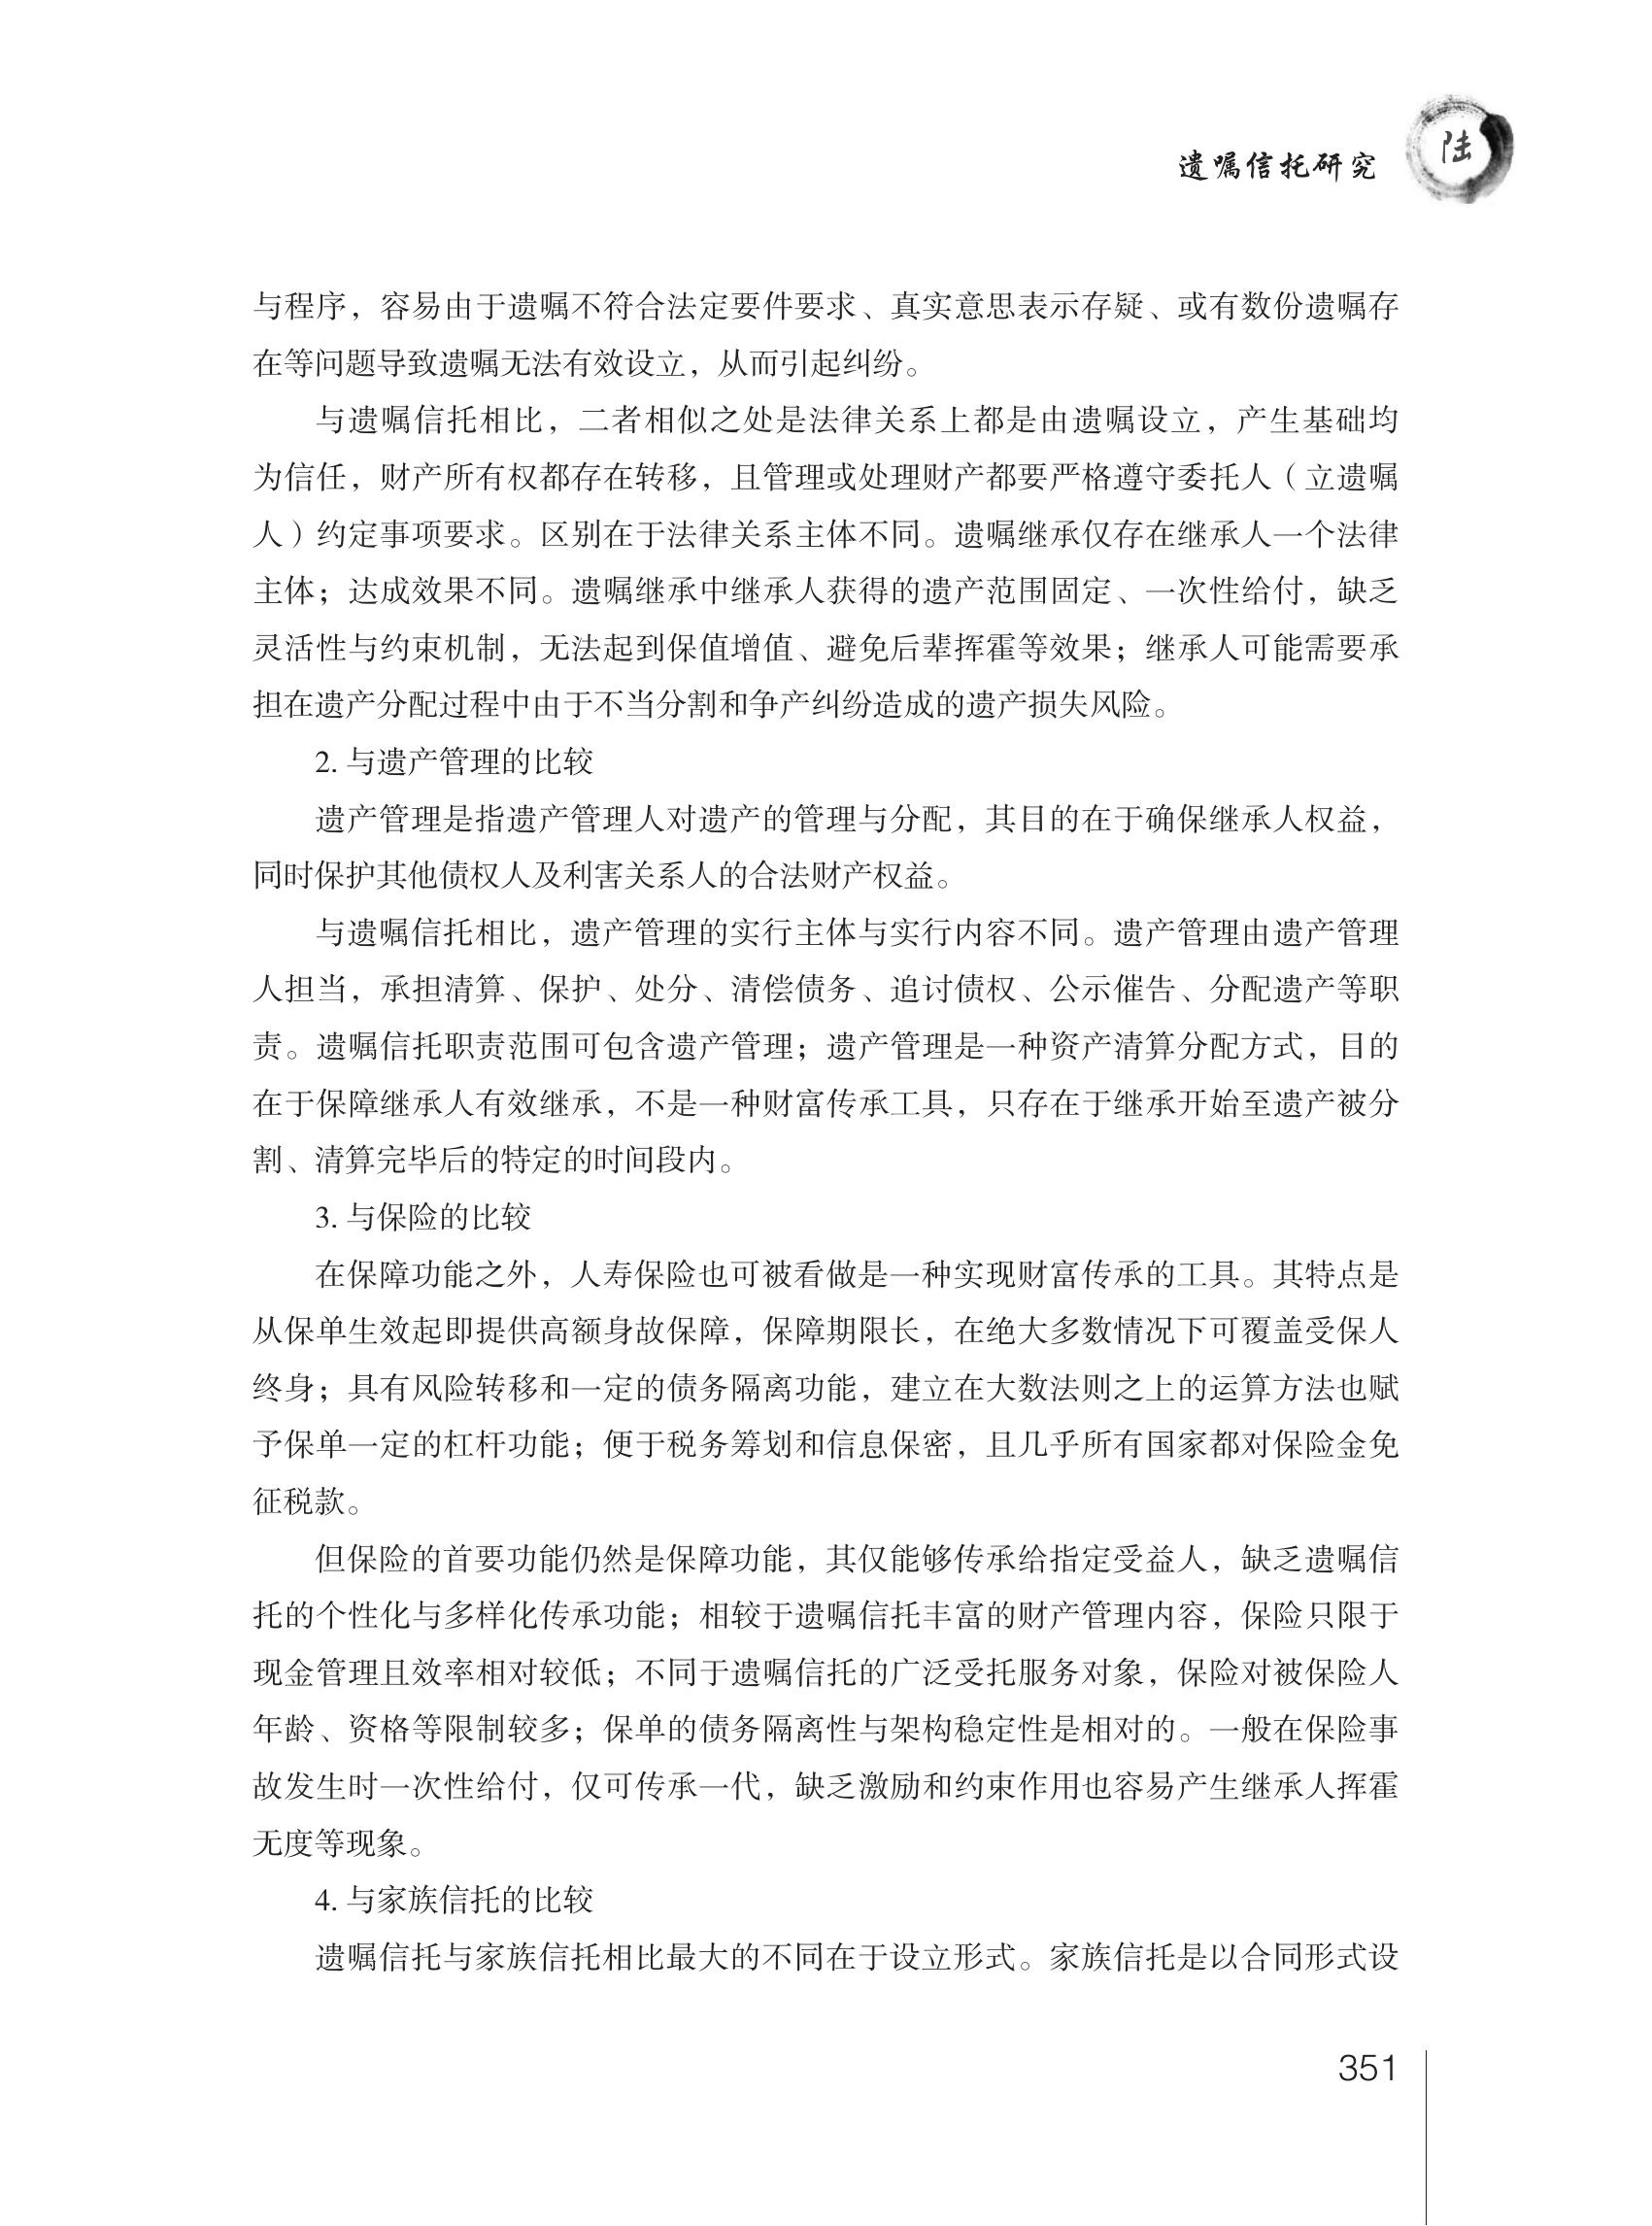 遗嘱信托研究
陆
与程序，容易由于遗嘱不符合法定要件要求、真实意思表示存疑、或有数份遗嘱存
在等问题导致遗嘱无法有效设立，从而引起纠纷。
与遗嘱信托相比，二者相似之处是法律关系上都是由遗嘱设立，产生基础均
为信任，财产所有权都存在转移，且管理或处理财产都要严格遵守委托人（立遗嘱
人）约定事项要求。区别在于法律关系主体不同。遗嘱继承仅存在继承人一个法律
主体；达成效果不同。遗嘱继承中继承人获得的遗产范围固定、一次性给付，缺乏
灵活性与约束机制，无法起到保值增值、避免后辈挥霍等效果；继承人可能需要承
担在遗产分配过程中由于不当分割和争产纠纷造成的遗产损失风险。
2. 与遗产管理的比较
遗产管理是指遗产管理人对遗产的管理与分配，其目的在于确保继承人权益，
同时保护其他债权人及利害关系人的合法财产权益。
与遗嘱信托相比，遗产管理的实行主体与实行内容不同。遗产管理由遗产管理
人担当，承担清算、保护、处分、清偿债务、追讨债权、公示催告、分配遗产等职
责。遗嘱信托职责范围可包含遗产管理；遗产管理是一种资产清算分配方式，目的
在于保障继承人有效继承，不是一种财富传承工具，只存在于继承开始至遗产被分
割、清算完毕后的特定的时间段内。
3. 与保险的比较
在保障功能之外，人寿保险也可被看做是一种实现财富传承的工具。其特点是
从保单生效起即提供高额身故保障，保障期限长，在绝大多数情况下可覆盖受保人
终身；具有风险转移和一定的债务隔离功能，建立在大数法则之上的运算方法也赋
予保单一定的杠杆功能；便于税务筹划和信息保密，且几乎所有国家都对保险金免
征税款。
但保险的首要功能仍然是保障功能，其仅能够传承给指定受益人，缺乏遗嘱信
托的个性化与多样化传承功能；相较于遗嘱信托丰富的财产管理内容，保险只限于
现金管理且效率相对较低；不同于遗嘱信托的广泛受托服务对象，保险对被保险人
年龄、资格等限制较多；保单的债务隔离性与架构稳定性是相对的。一般在保险事
故发生时一次性给付，仅可传承一代，缺乏激励和约束作用也容易产生继承人挥霍
无度等现象。
4. 与家族信托的比较
遗嘱信托与家族信托相比最大的不同在于设立形式。家族信托是以合同形式设
351